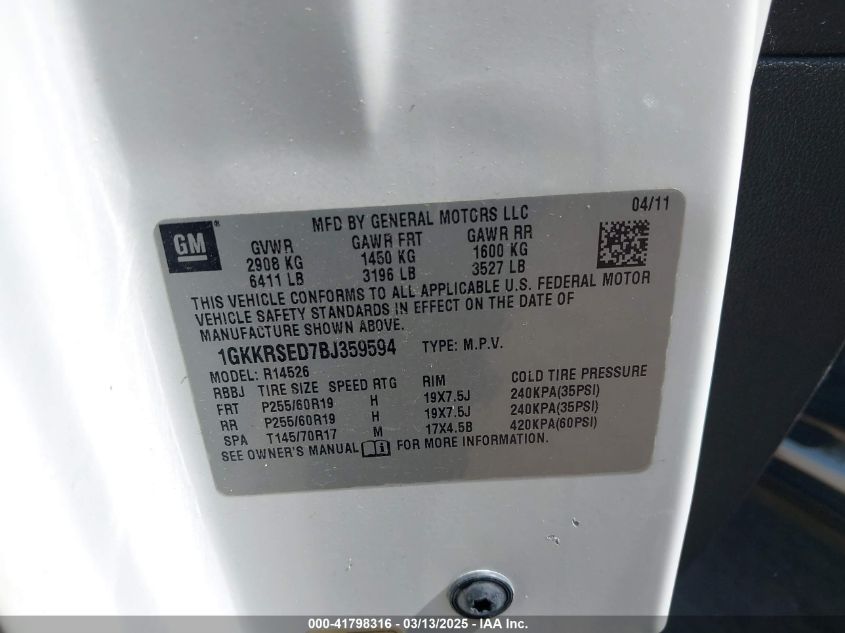 GM
MFD BY GENERAL MOTORS LLC 04/11
GVWR GAWR FRT GAWR RR
2908 KG 1450 KG 1600 KG
6411 LB 3196 LB 3527 LB
THIS VEHICLE CONFORMS TO ALL APPLICABLE U.S. FEDERAL MOTOR
VEHICLE SAFETY STANDARDS IN EFFECT ON THE DATE OF
MANUFACTURE SHOWN ABOVE.
1GKKRSED7BJ359594 TYPE: M.P.V.
MODEL: R14526
RBBJ TIRE SIZE SPEED RTG RIM COLD TIRE PRESSURE
FRT P255/60R19 H 19X7.5J 240KPA(35PSI)
RR P255/60R19 H 19X7.5J 240KPA(35PSI)
SPA T145/70R17 M 17X4.5B 420KPA(60PSI)
SEE OWNER'S MANUAL i FOR MORE INFORMATION.
000-41798316 - 03/13/2025 - IAA Inc.